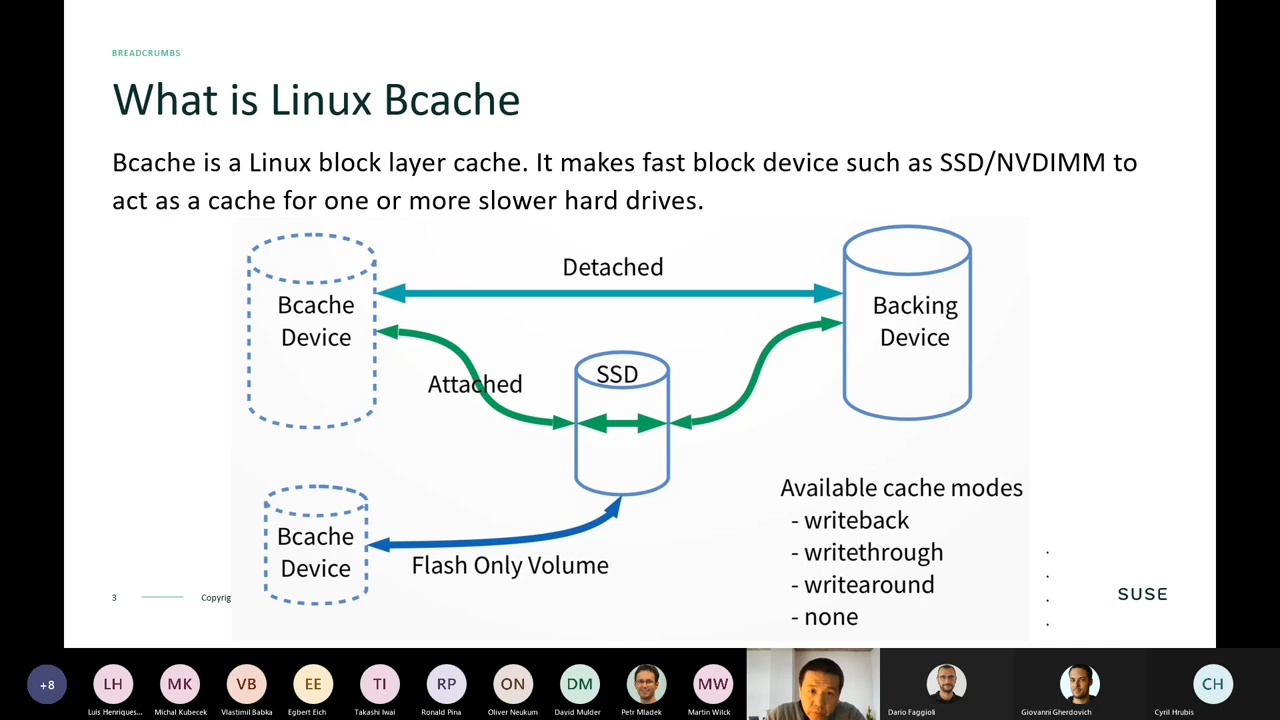 BREADCRUMBS
What is Linux Bcache
Bcache is a Linux block layer cache. It makes fast block device such as SSD/NVDIMM to
act as a cache for one or more slower hard drives.
Detached
Bcache
Device
Backing
Device
Attached
SSD
Bcache
Device
Flash Only Volume
Available cache modes
- writeback
- writethrough
- writearound
- none
3
Copyrig
SUSE
+8
LH
MK
VB
EE
TI
RP
ON
DM
MW
CH
Luis Henriques...
Michal Kubecek
Vlastimil Babka
Egbert Eich
Takashi Iwai
Ronald Pina
Oliver Neukum
David Mulder
Petr Mladek
Martin Wilck
Dario Faggioli
Giovanni Gherdovich
Cyril Hrubis